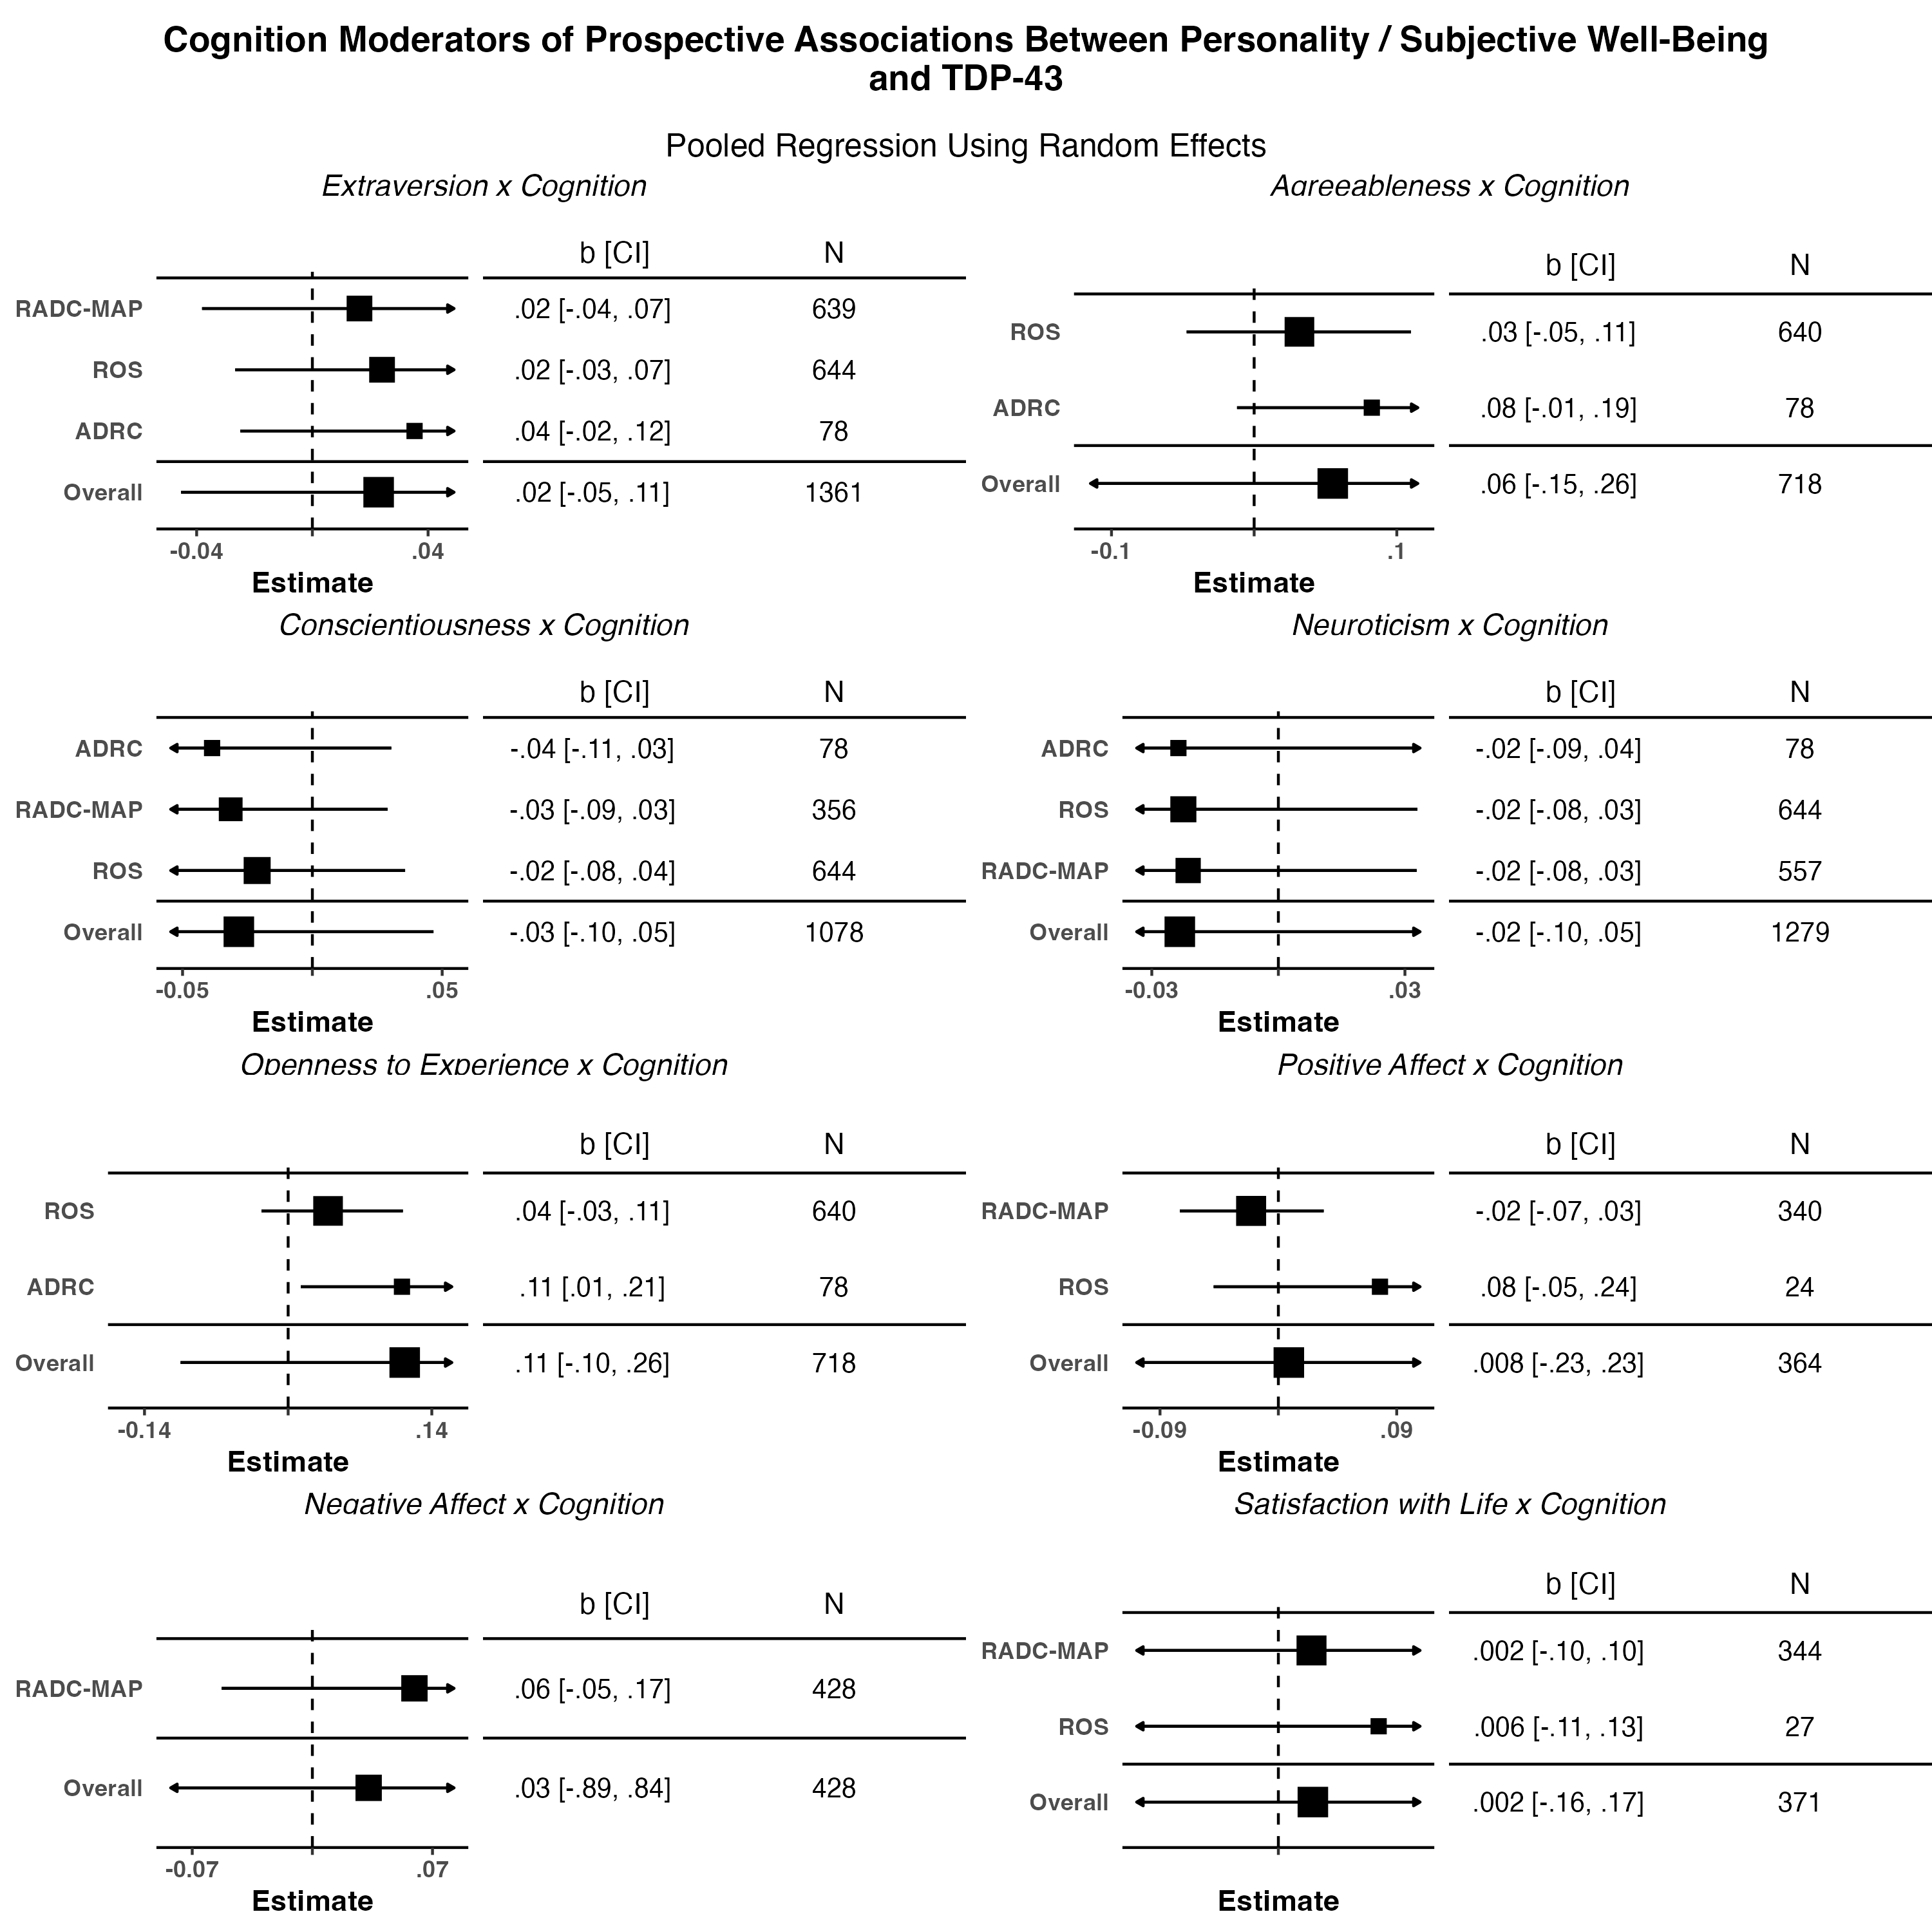 Cognition Moderators of Prospective Associations Between Personality / Subjective Well-Being
and TDP-43
Pooled Regression Using Random Effects
Extraversion x Cognition
b [CI] N
RADC-MAP .02 [-.04, .07] 639
ROS .02 [-.03, .07] 644
ADRC .04 [-.02, .12] 78
Overall .02 [-.05, .11] 1361
-0.04 .04
Estimate
Agreeableness x Cognition
b [CI] N
ROS .03 [-.05, .11] 640
ADRC .08 [-.01, .19] 78
Overall .06 [-.15, .26] 718
-0.1 .1
Estimate
Conscientiousness x Cognition
b [CI] N
ADRC -.04 [-.11, .03] 78
RADC-MAP -.03 [-.09, .03] 356
ROS -.02 [-.08, .04] 644
Overall -.03 [-.10, .05] 1078
-0.05 .05
Estimate
Neuroticism x Cognition
b [CI] N
ADRC -.02 [-.09, .04] 78
ROS -.02 [-.08, .03] 644
RADC-MAP -.02 [-.08, .03] 557
Overall -.02 [-.10, .05] 1279
-0.03 .03
Estimate
Openness to Experience x Cognition
b [CI] N
ROS .04 [-.03, .11] 640
ADRC .11 [.01, .21] 78
Overall .11 [-.10, .26] 718
-0.14 .14
Estimate
Positive Affect x Cognition
b [CI] N
RADC-MAP -.02 [-.07, .03] 340
ROS .08 [-.05, .24] 24
Overall .008 [-.23, .23] 364
-0.09 .09
Estimate
Negative Affect x Cognition
b [CI] N
RADC-MAP .06 [-.05, .17] 428
Overall .03 [-.89, .84] 428
-0.07 .07
Estimate
Satisfaction with Life x Cognition
b [CI] N
RADC-MAP .002 [-.10, .10] 344
ROS .006 [-.11, .13] 27
Overall .002 [-.16, .17] 371
Estimate